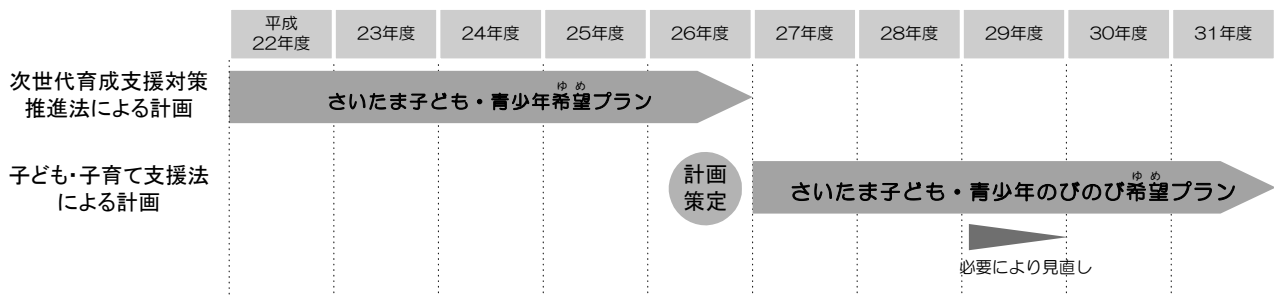 平成
22年度 23年度 24年度 25年度 26年度 27年度 28年度 29年度 30年度 31年度
次世代育成支援対策
推進法による計画
ゆめ
さいたま子ども・青少年希望プラン
子ども・子育て支援法
による計画
計画
策定
ゆめ
さいたま子ども・青少年のびのび希望プラン
必要により見直し